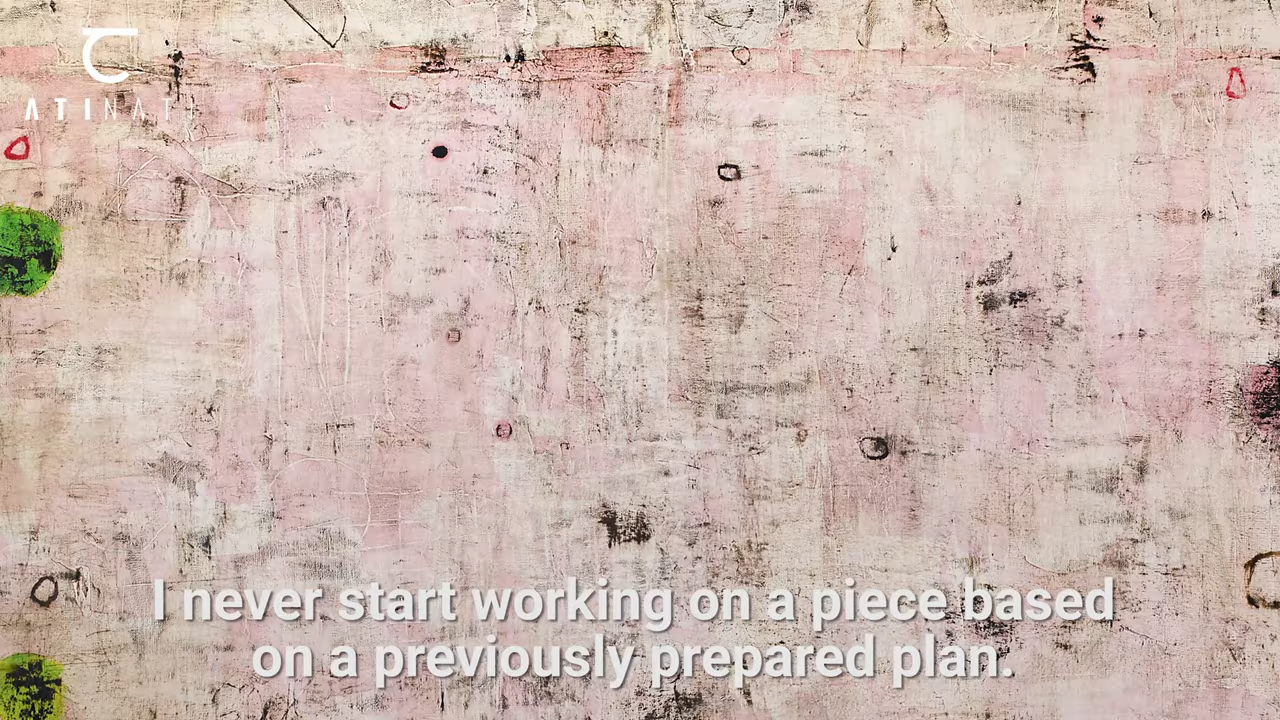 ATINATI
I never start working on a piece based
on a previously prepared plan.